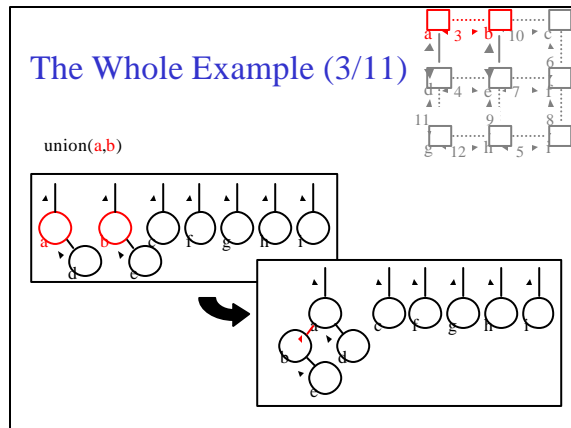 The Whole Example (3/11)
a 3 b 10 c
6
d 4 e 7 f
11 9 8
g 12 h 5 i
union(a,b)
a b c f g h i
d e
a c f g h i
b d
e